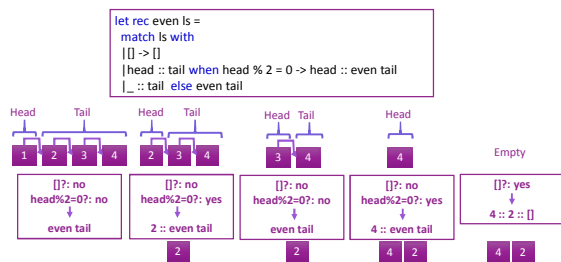 let rec even ls =
match ls with
|[] -> []
|head :: tail when head % 2 = 0 -> head :: even tail
|_ :: tail else even tail
Head Tail Head Tail Head Tail Head
1 2 3 4 2 3 4 3 4 4 Empty
[]?: no
head%2=0?: no
even tail
[]?: no
head%2=0?: yes
2 :: even tail
2
[]?: no
head%2=0?: no
even tail
2
[]?: no
head%2=0?: yes
4 :: even tail
4 2
[]?: yes
4 :: 2 :: []
4 2